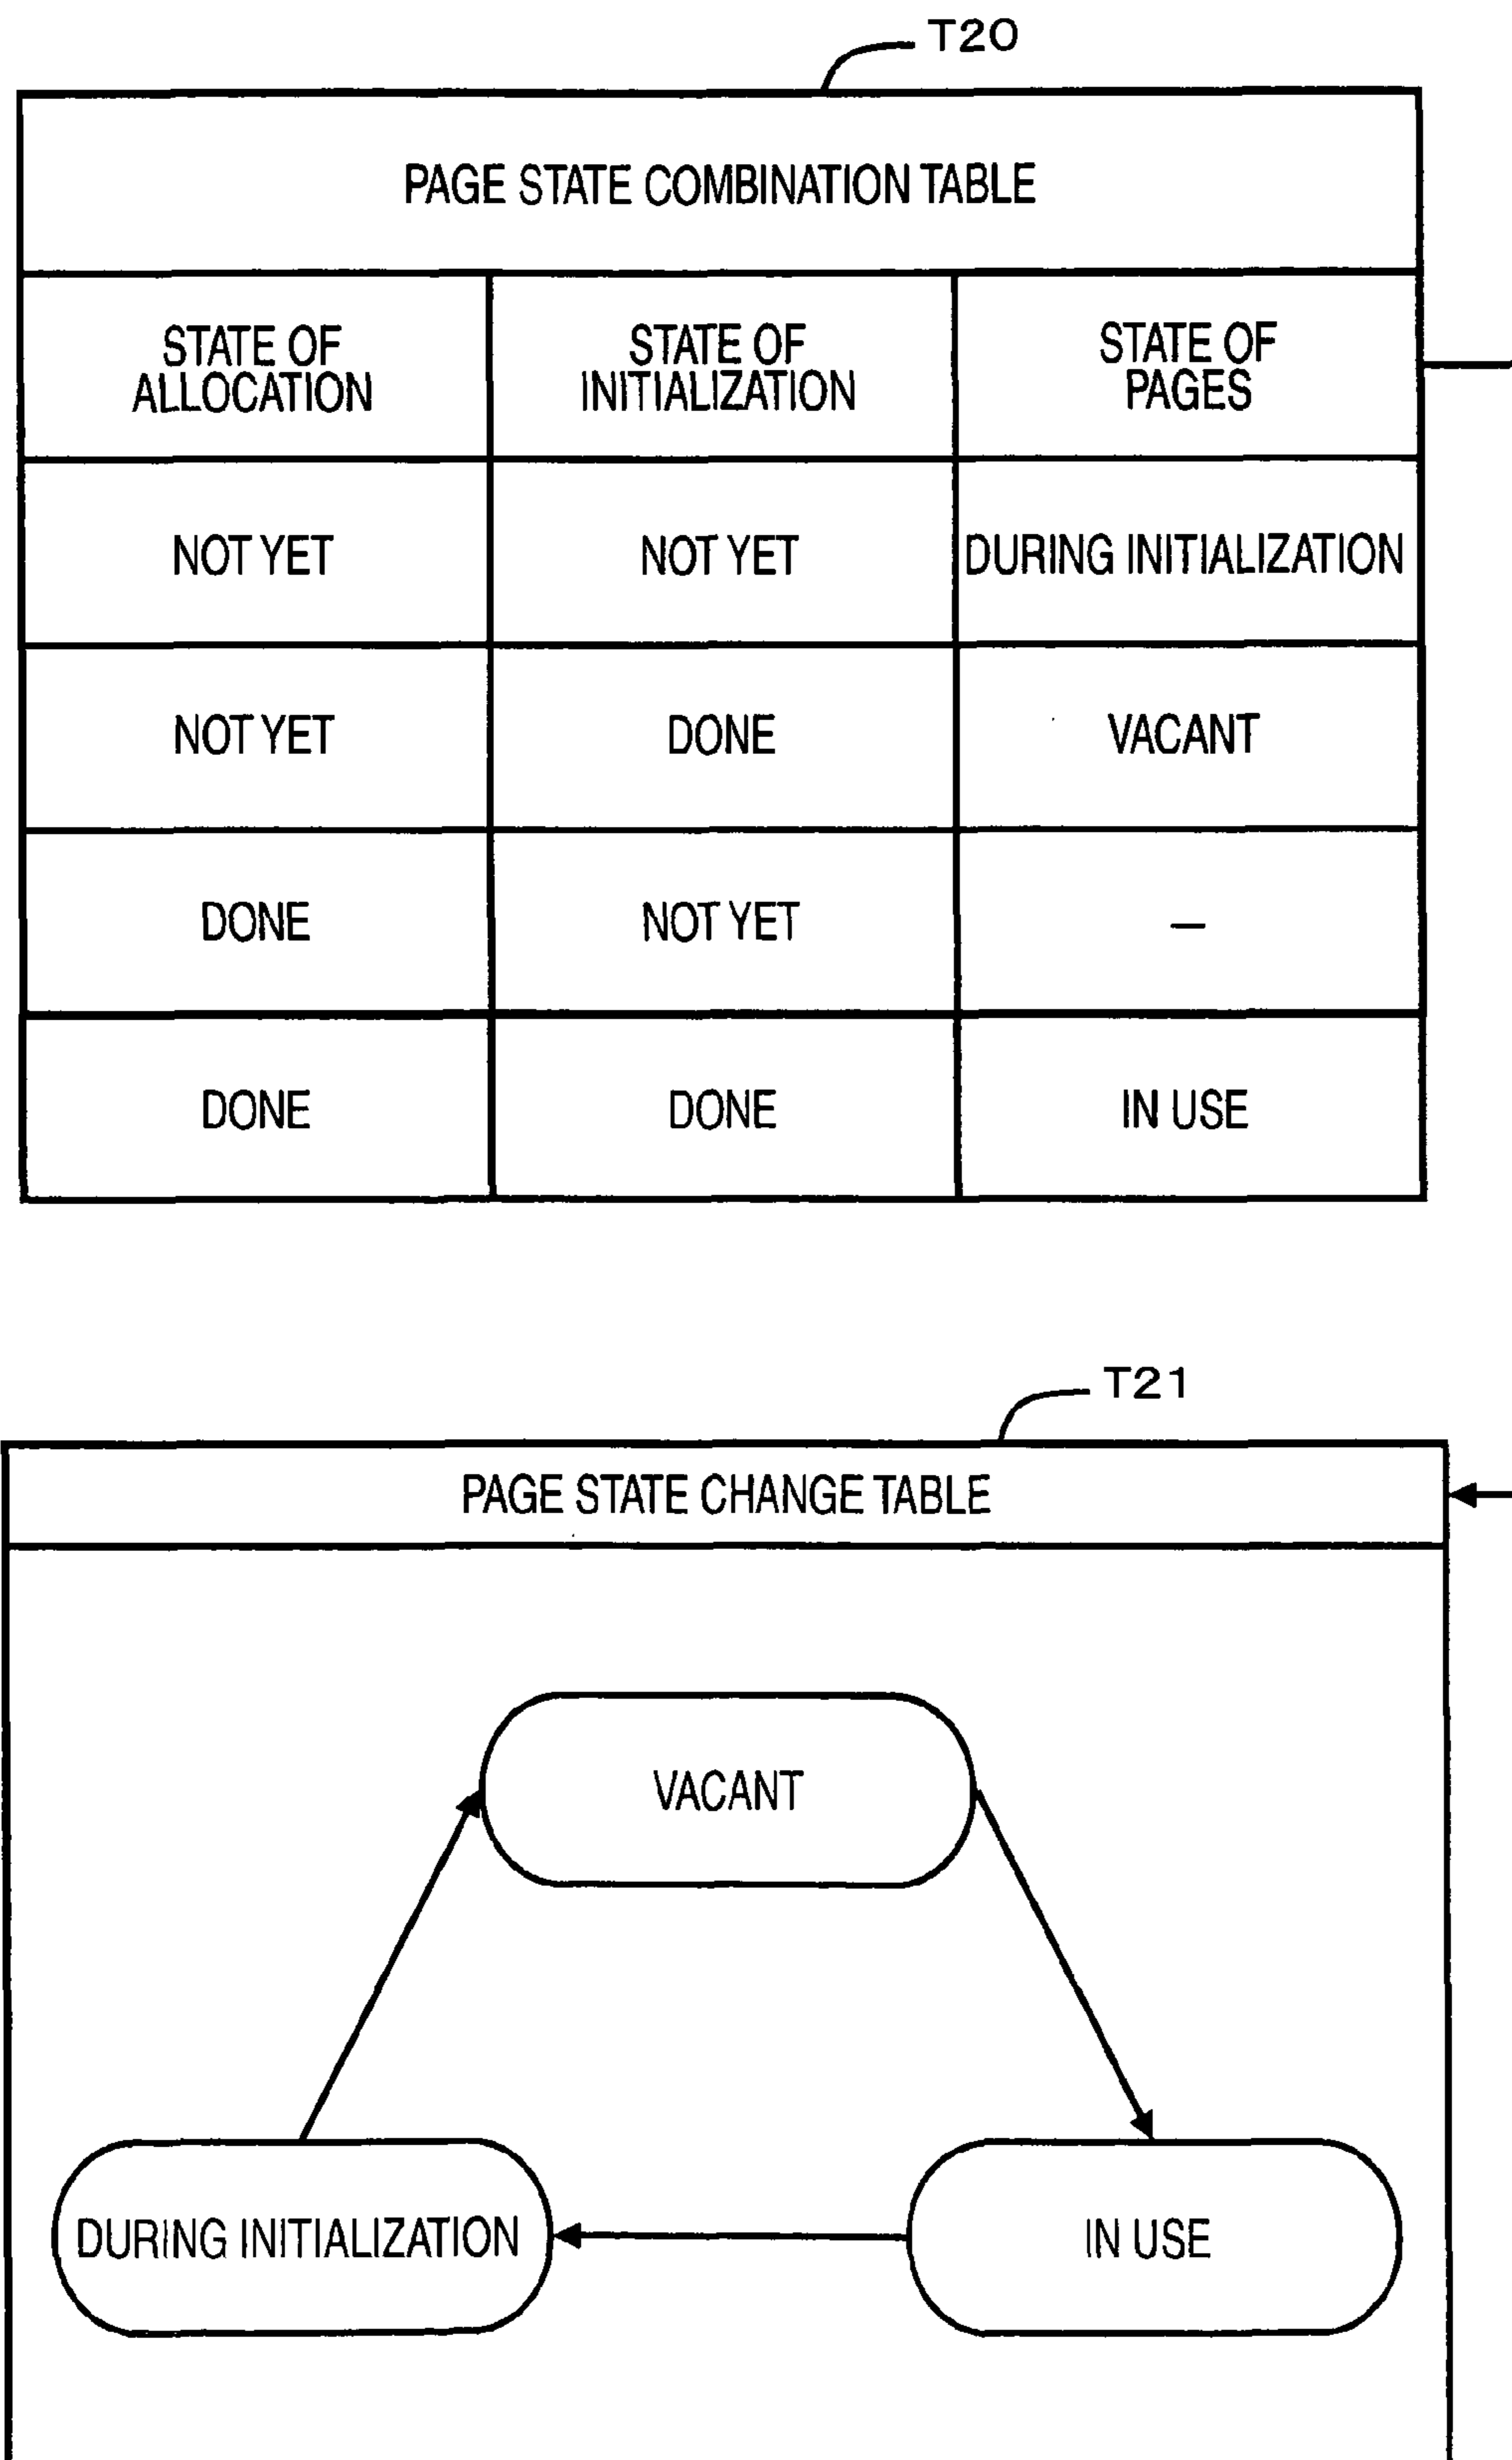 T20
PAGE STATE COMBINATION TABLE
STATE OF
ALLOCATION
STATE OF
INITIALIZATION
STATE OF
PAGES
NOT YET
NOT YET
DURING INITIALIZATION
NOT YET
DONE
VACANT
DONE
NOT YET
—
DONE
DONE
IN USE
T21
PAGE STATE CHANGE TABLE
VACANT
DURING INITIALIZATION
IN USE